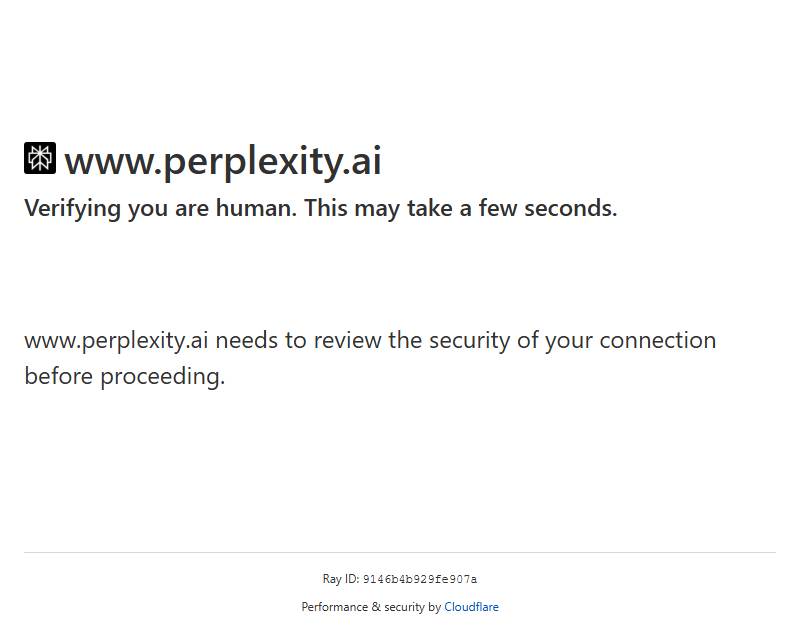 www.perplexity.ai
Verifying you are human. This may take a few seconds.
www.perplexity.ai needs to review the security of your connection
before proceeding.
Ray ID: 9146b4b929fe907a
Performance & security by Cloudflare